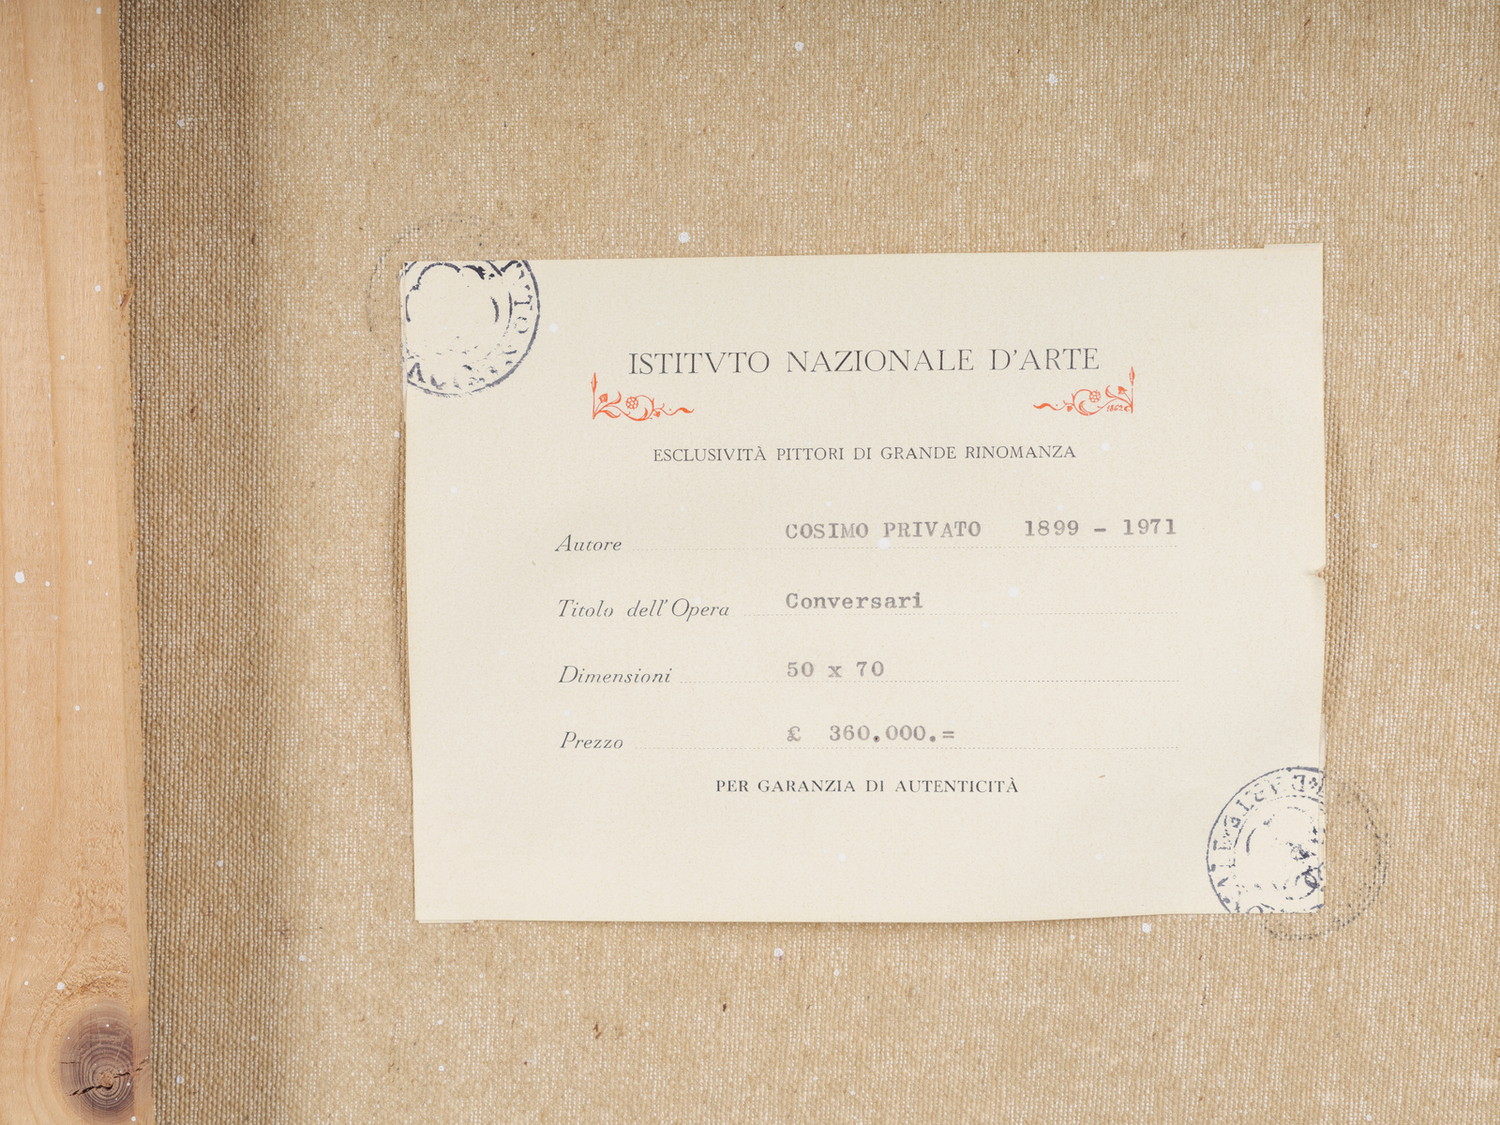 ISTITVTO NAZIONALE D'ARTE
1862
ESCLUSIVITÀ PITTORI DI GRANDE RINOMANZA
Autore COSIMO PRIVATO 1899 - 1971
Titolo dell'Opera Conversari
Dimensioni 50 x 70
Prezzo £ 360.000.=
PER GARANZIA DI AUTENTICITÀ